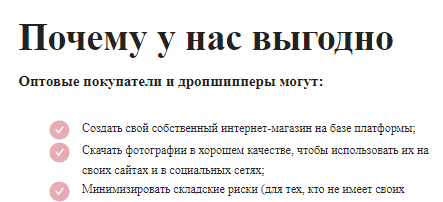 Почему у нас выгодно
Оптовые покупатели и дропшипперы могут:
Создать свой собственный интернет-магазин на базе платформы;
Скачать фотографии в хорошем качестве, чтобы использовать их на
своих сайтах и в социальных сетях;
Минимизировать складские риски (для тех, кто не имеет своих